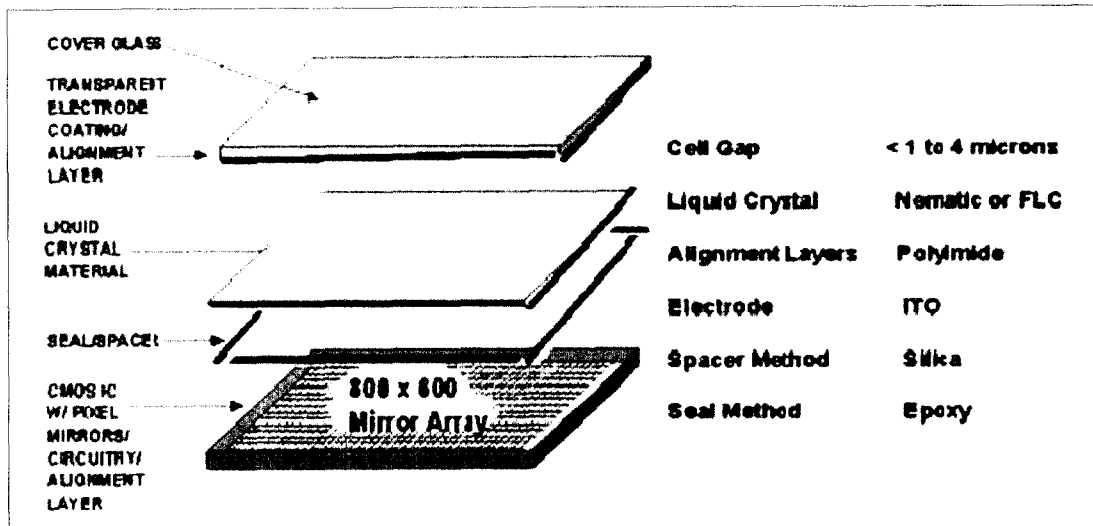 COVER GLASS
TRANSPARENT
ELECTRODE
COATING/
ALIGNMENT
LAYER
LIQUID
CRYSTAL
MATERIAL
SEAL/SPACER
CMOS IC
W/ PIXEL
MIRRORS/
CIRCUITRY/
ALIGNMENT
LAYER
800 x 600
Mirror Array
Cell Gap < 1 to 4 microns
Liquid Crystal Nematic or FLC
Alignment Layers Polyimide
Electrode ITO
Spacer Method Silica
Seal Method Epoxy